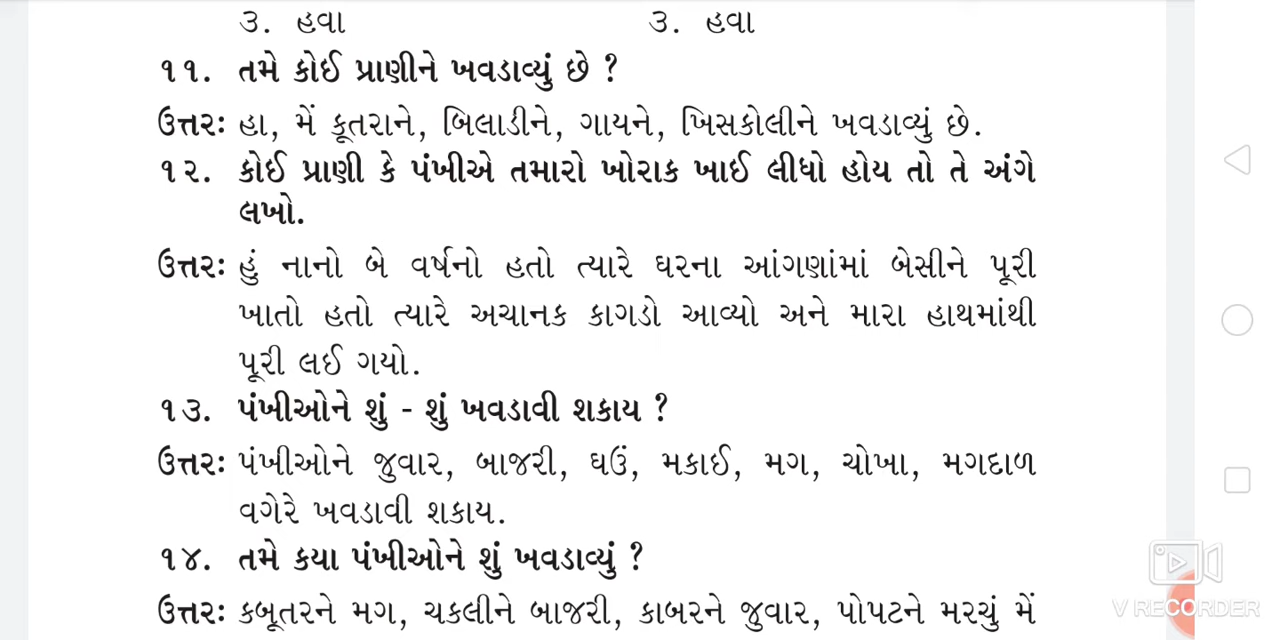 ૩. હવા ૩. હવા
૧૧. તમે કોઈ પ્રાણીને ખવડાવ્યું છે ?
ઉત્તરઃ હા, મેં કૂતરાને, બિલાડીને, ગાયને, ખિસકોલીને ખવડાવ્યું છે.
૧૨. કોઈ પ્રાણી કે પંખીએ તમારો ખોરાક ખાઈ લીધો હોય તો તે અંગે
લખો.
ઉત્તરઃ હું નાનો બે વર્ષનો હતો ત્યારે ઘરના આંગણાંમાં બેસીને પૂરી
ખાતો હતો ત્યારે અચાનક કાગડો આવ્યો અને મારા હાથમાંથી
પૂરી લઈ ગયો.
૧૩. પંખીઓને શું - શું ખવડાવી શકાય ?
ઉત્તરઃ પંખીઓને જુવાર, બાજરી, ઘઉં, મકાઈ, મગ, ચોખા, મગદાળ
વગેરે ખવડાવી શકાય.
૧૪. તમે કયા પંખીઓને શું ખવડાવ્યું ?
ઉત્તરઃ કબૂતરને મગ, ચકલીને બાજરી, કાબરને જુવાર, પોપટને મરચું મેં
V RECORDER